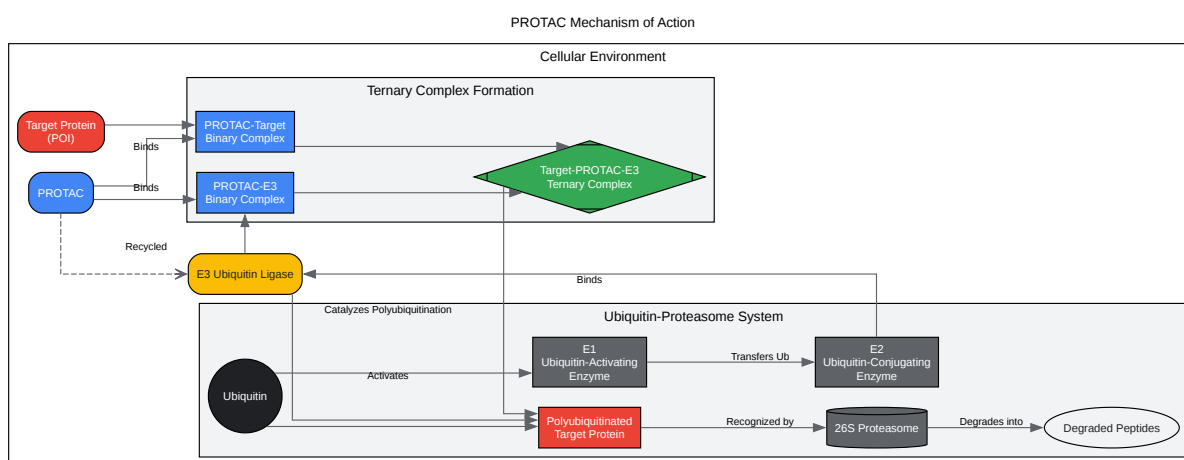 PROTAC Mechanism of Action
Cellular Environment
Ternary Complex Formation
Target Protein
(POI)
PROTAC-Target
Binary Complex
Binds
Target-PROTAC-E3
Ternary Complex
PROTAC
Binds
PROTAC-E3
Binary Complex
Recycled
E3 Ubiquitin Ligase
Binds
Catalyzes Polyubiquitination
Ubiquitin-Proteasome System
E1
Ubiquitin-Activating
Enzyme
Transfers Ub
E2
Ubiquitin-Conjugating
Enzyme
Activates
Ubiquitin
Polyubiquitinated
Target Protein
Recognized by
26S Proteasome
Degrades into
Degraded Peptides